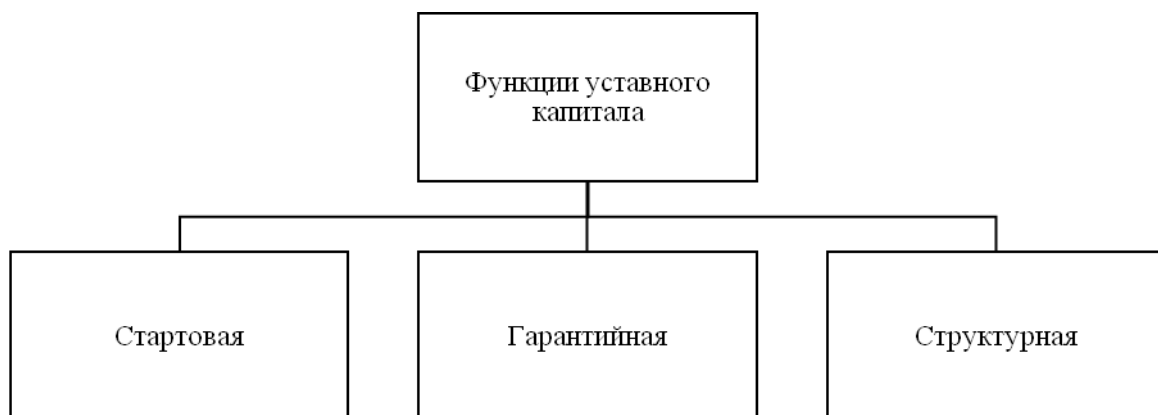 Функции уставного
капитала
Стартовая
Гарантийная
Структурная